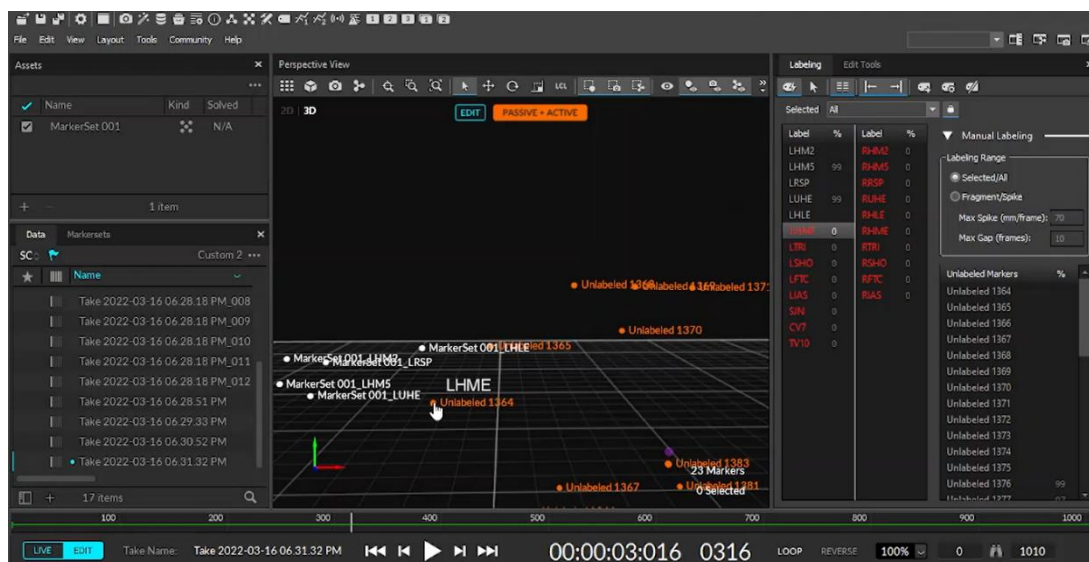 File Edit View Layout Tools Community Help
Assets
Name Kind Solved
MarkerSet 001 N/A
1 item
Data Markersets
SC Custom 2
Name
Take 2022-03-16 06.28.18 PM_008
Take 2022-03-16 06.28.18 PM_009
Take 2022-03-16 06.28.18 PM_010
Take 2022-03-16 06.28.18 PM_011
Take 2022-03-16 06.28.18 PM_012
Take 2022-03-16 06.28.51 PM
Take 2022-03-16 06.29.33 PM
Take 2022-03-16 06.30.52 PM
Take 2022-03-16 06.31.32 PM
17 items
Perspective View
LCL
2D 3D EDIT PASSIVE + ACTIVE
Unlabeled 1369
Unlabeled 1370
MarkerSet 001_LHLE
MarkerSet 001_LRSP
MarkerSet 001_LHM5
MarkerSet 001_LUHE
LHME
Unlabeled 1364
Unlabeled 1383
23 Markers
Unlabeled 1367
Unlabeled 1381
0 Selected
Labeling Edit Tools
Selected All
Label % Label %
LHM2 RHM2 0
LHM5 99 RHM5 0
LRSP RRSP 0
LUHE 99 RUHE 0
LHLE RHLE 0
LHME 0 RHME 0
LTRI 0 RTRI 0
LSHO 0 RSHO 0
LFTC 0 RFTC 0
LIAS 0 RIAS 0
SJN 0
CV7 0
TV10 0
Manual Labeling
Labeling Range
Selected/All
Fragment/Spike
Max Spike (mm/frame): 70
Max Gap (frames): 10
Unlabeled Markers %
Unlabeled 1364
Unlabeled 1365
Unlabeled 1366
Unlabeled 1367
Unlabeled 1368
Unlabeled 1369
Unlabeled 1370
Unlabeled 1371
Unlabeled 1372
Unlabeled 1373
Unlabeled 1374
Unlabeled 1375
Unlabeled 1376 99
Unlabeled 1377 97
100 200 300 400 500 600 700 800 900 1000
LIVE EDIT Take Name: Take 2022-03-16 06.31.32 PM 00:00:03:016 0316 LOOP REVERSE 100% 0 1010